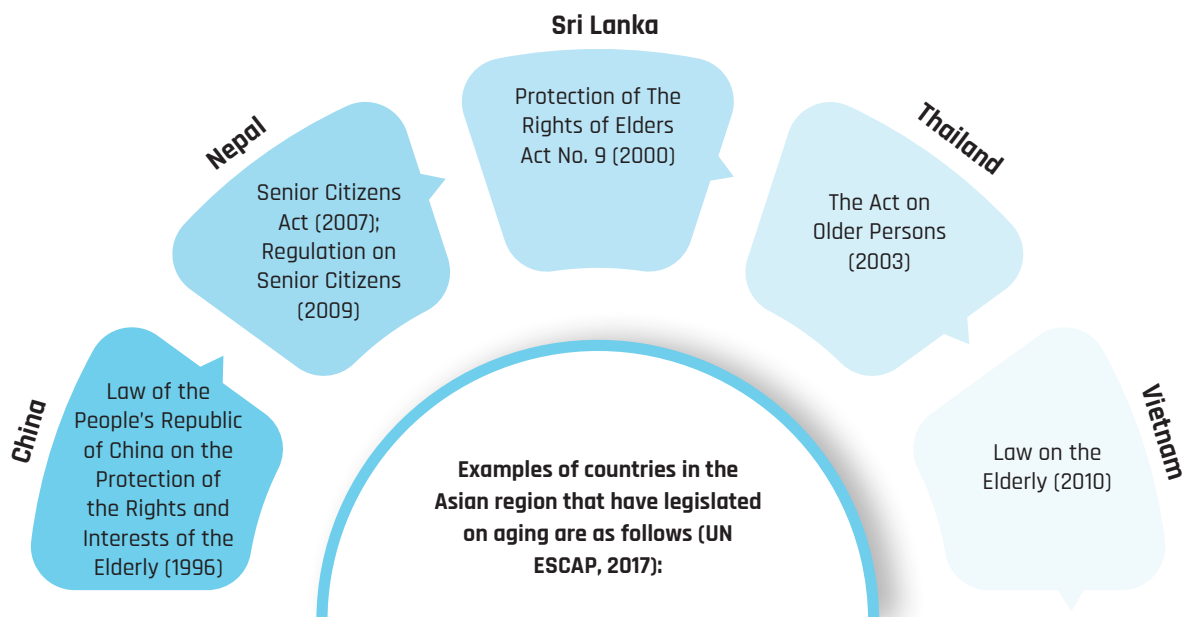 Sri Lanka
Protection of The
Rights of Elders
Act No. 9 (2000)
Nepal
Senior Citizens
Act (2007);
Regulation on
Senior Citizens
(2009)
Thailand
The Act on
Older Persons
(2003)
China
Law of the
People's Republic
of China on the
Protection of
the Rights and
Interests of the
Elderly (1996)
Vietnam
Law on the
Elderly (2010)
Examples of countries in the
Asian region that have legislated
on aging are as follows (UN
ESCAP, 2017):